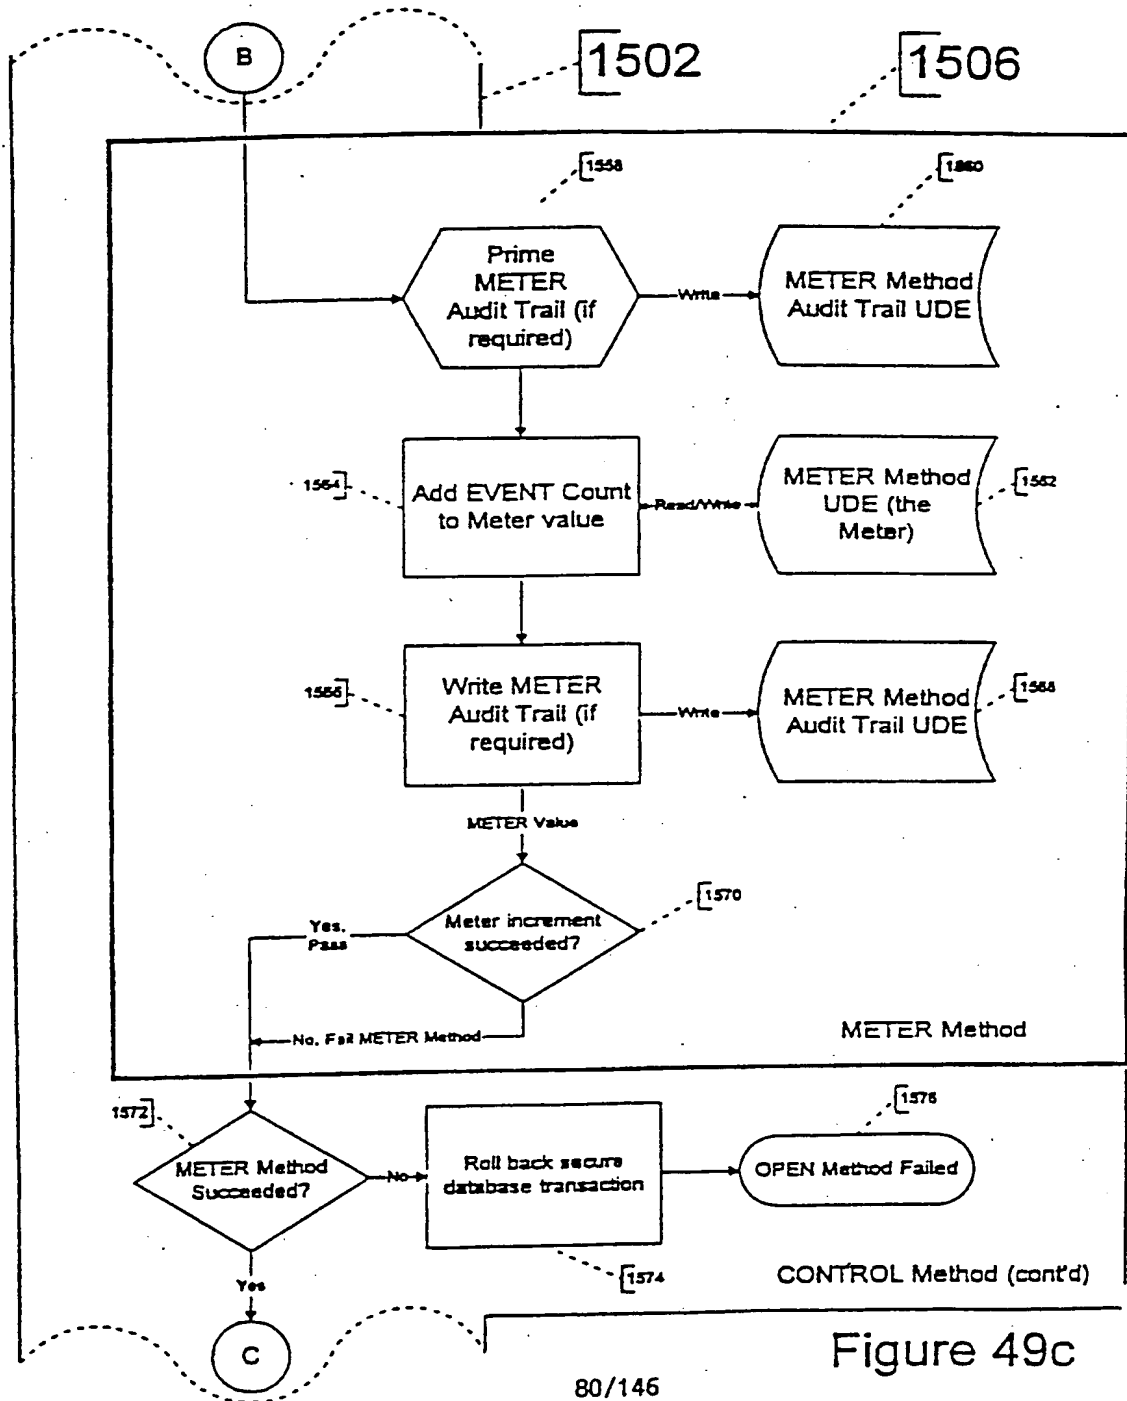 B
1502
1506
1558
1560
Prime
METER
Audit Trail (if
required)
Write
METER Method
Audit Trail UDE
1564
Add EVENT Count
to Meter value
Read/Write
METER Method
UDE (the
Meter)
1562
1566
Write METER
Audit Trail (if
required)
Write
METER Method
Audit Trail UDE
1568
METER Value
Meter increment
succeeded?
1570
Yes,
Pass
No, Fail METER Method
METER Method
1572
METER Method
Succeeded?
No
Roll back secure
database transaction
1576
OPEN Method Failed
1574
Yes
CONTROL Method (cont'd)
C
Figure 49c
80/146